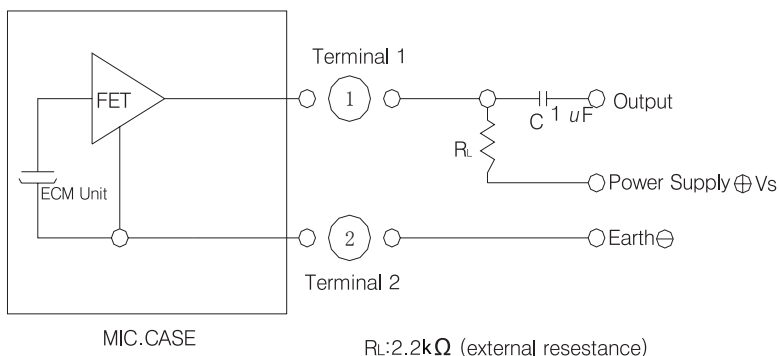 Terminal 1
FET
1
C 1 uF
Output
RL
ECM Unit
Power Supply ⊕ Vs
2
Earth ⊖
Terminal 2
MIC.CASE
RL:2.2kΩ (external resestance)